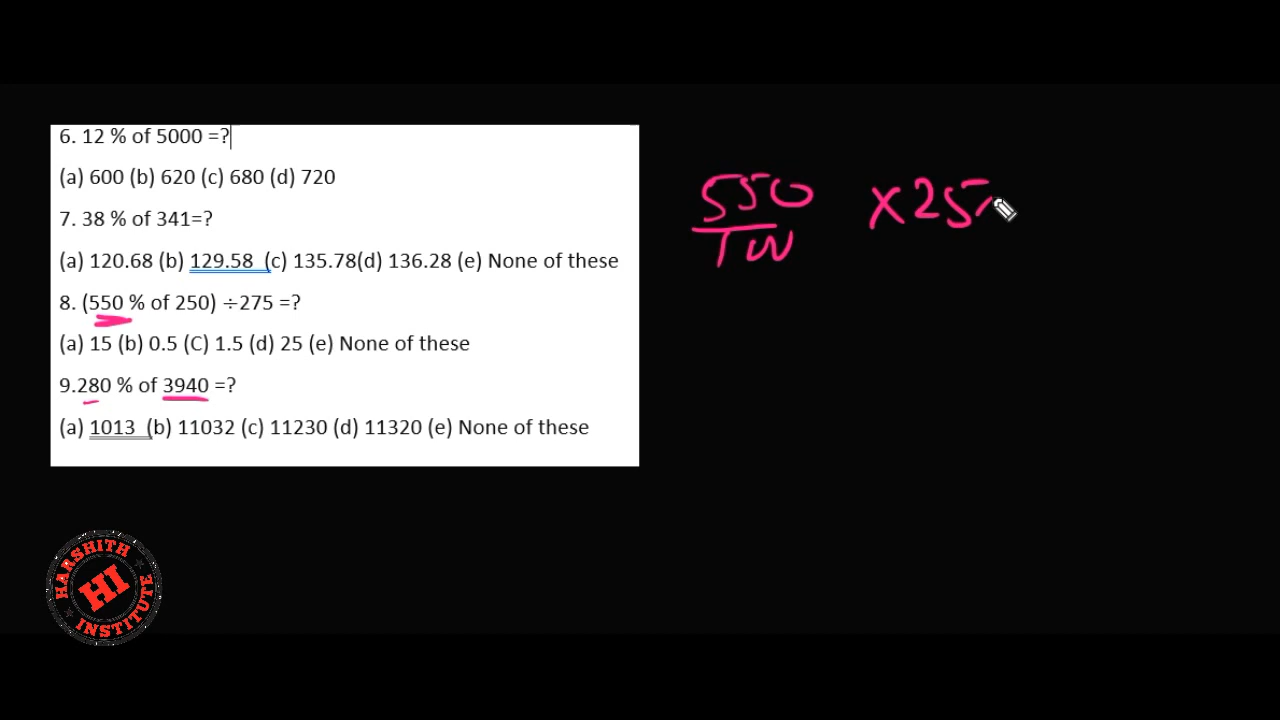 6. 12 % of 5000 =?
(a) 600 (b) 620 (c) 680 (d) 720
7. 38 % of 341=?
(a) 120.68 (b) 129.58 (c) 135.78(d) 136.28 (e) None of these
8. (550 % of 250) ÷275 =?
(a) 15 (b) 0.5 (C) 1.5 (d) 25 (e) None of these
9.280 % of 3940 =?
(a) 1013 (b) 11032 (c) 11230 (d) 11320 (e) None of these
550 × 25
100
HARSHITH
HI
INSTITUTE